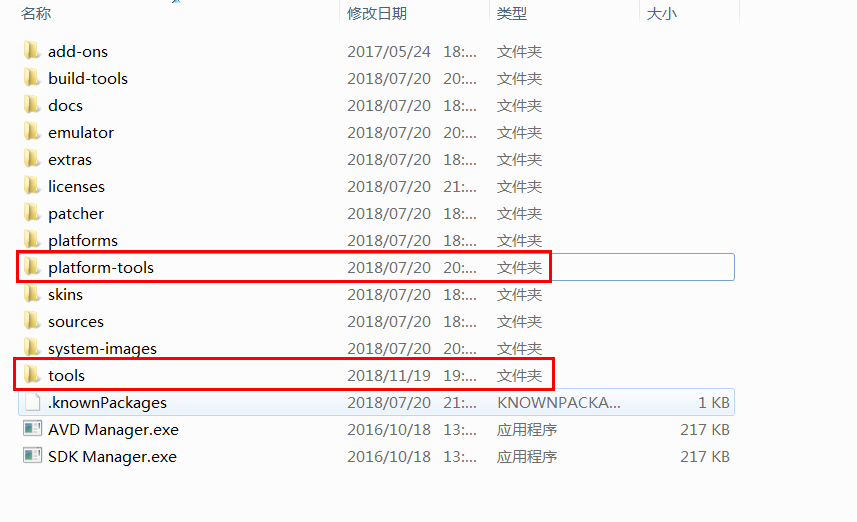 名称 修改日期 类型 大小
add-ons 2017/05/24 18:... 文件夹
build-tools 2018/07/20 20:... 文件夹
docs 2018/07/20 18:... 文件夹
emulator 2018/07/20 20:... 文件夹
extras 2018/07/20 18:... 文件夹
licenses 2018/07/20 21:... 文件夹
patcher 2018/07/20 18:... 文件夹
platforms 2018/07/20 18:... 文件夹
platform-tools 2018/07/20 20:... 文件夹
skins 2018/07/20 18:... 文件夹
sources 2018/07/20 18:... 文件夹
system-images 2018/07/20 20:... 文件夹
tools 2018/11/19 19:... 文件夹
.knownPackages 2018/07/20 21:... KNOWNPACKA... 1 KB
AVD Manager.exe 2016/10/18 13:... 应用程序 217 KB
SDK Manager.exe 2016/10/18 13:... 应用程序 217 KB